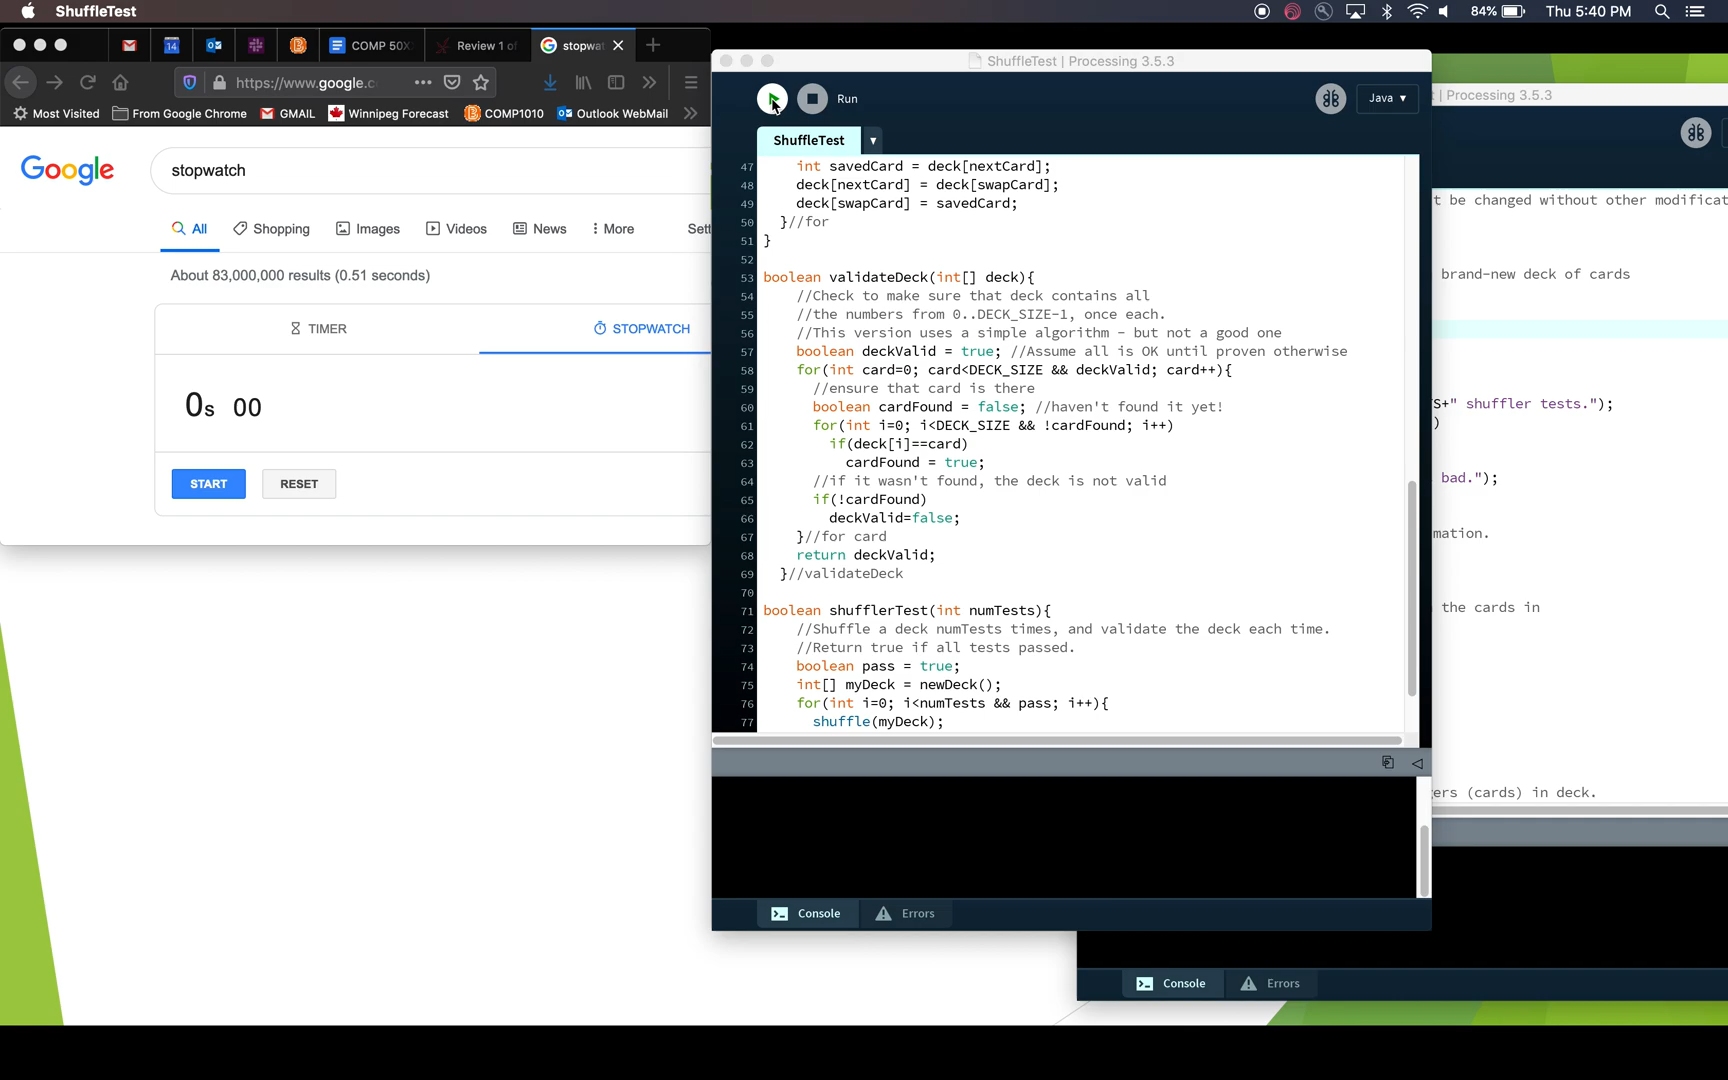 ShuffleTest
84%
Thu 5:40 PM
14
COMP 50X
Review 1 of
stopwat
https://www.google.c
Most Visited
From Google Chrome
GMAIL
Winnipeg Forecast
COMP1010
Outlook WebMail
Google
stopwatch
All
Shopping
Images
Videos
News
More
Sett
About 83,000,000 results (0.51 seconds)
TIMER
STOPWATCH
0s 00
START
RESET
ShuffleTest | Processing 3.5.3
Run
Java
ShuffleTest
47 int savedCard = deck[nextCard];
48 deck[nextCard] = deck[swapCard];
49 deck[swapCard] = savedCard;
50 }//for
51 }
52
53 boolean validateDeck(int[] deck){
54 //Check to make sure that deck contains all
55 //the numbers from 0..DECK_SIZE-1, once each.
56 //This version uses a simple algorithm - but not a good one
57 boolean deckValid = true; //Assume all is OK until proven otherwise
58 for(int card=0; card<DECK_SIZE && deckValid; card++){
59 //ensure that card is there
60 boolean cardFound = false; //haven't found it yet!
61 for(int i=0; i<DECK_SIZE && !cardFound; i++)
62 if(deck[i]==card)
63 cardFound = true;
64 //if it wasn't found, the deck is not valid
65 if(!cardFound)
66 deckValid=false;
67 }//for card
68 return deckValid;
69 }//validateDeck
70
71 boolean shufflerTest(int numTests){
72 //Shuffle a deck numTests times, and validate the deck each time.
73 //Return true if all tests passed.
74 boolean pass = true;
75 int[] myDeck = newDeck();
76 for(int i=0; i<numTests && pass; i++){
77 shuffle(myDeck);
Console
Errors
t | Processing 3.5.3
t be changed without other modificat
brand-new deck of cards
S+" shuffler tests.");
)
bad.");
mation.
the cards in
ers (cards) in deck.
Console
Errors